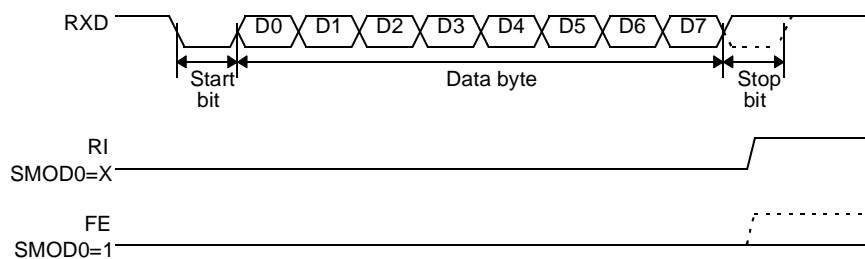 RXD
D0 D1 D2 D3 D4 D5 D6 D7
Start
bit
Data byte
Stop
bit
RI
SMOD0=X
FE
SMOD0=1